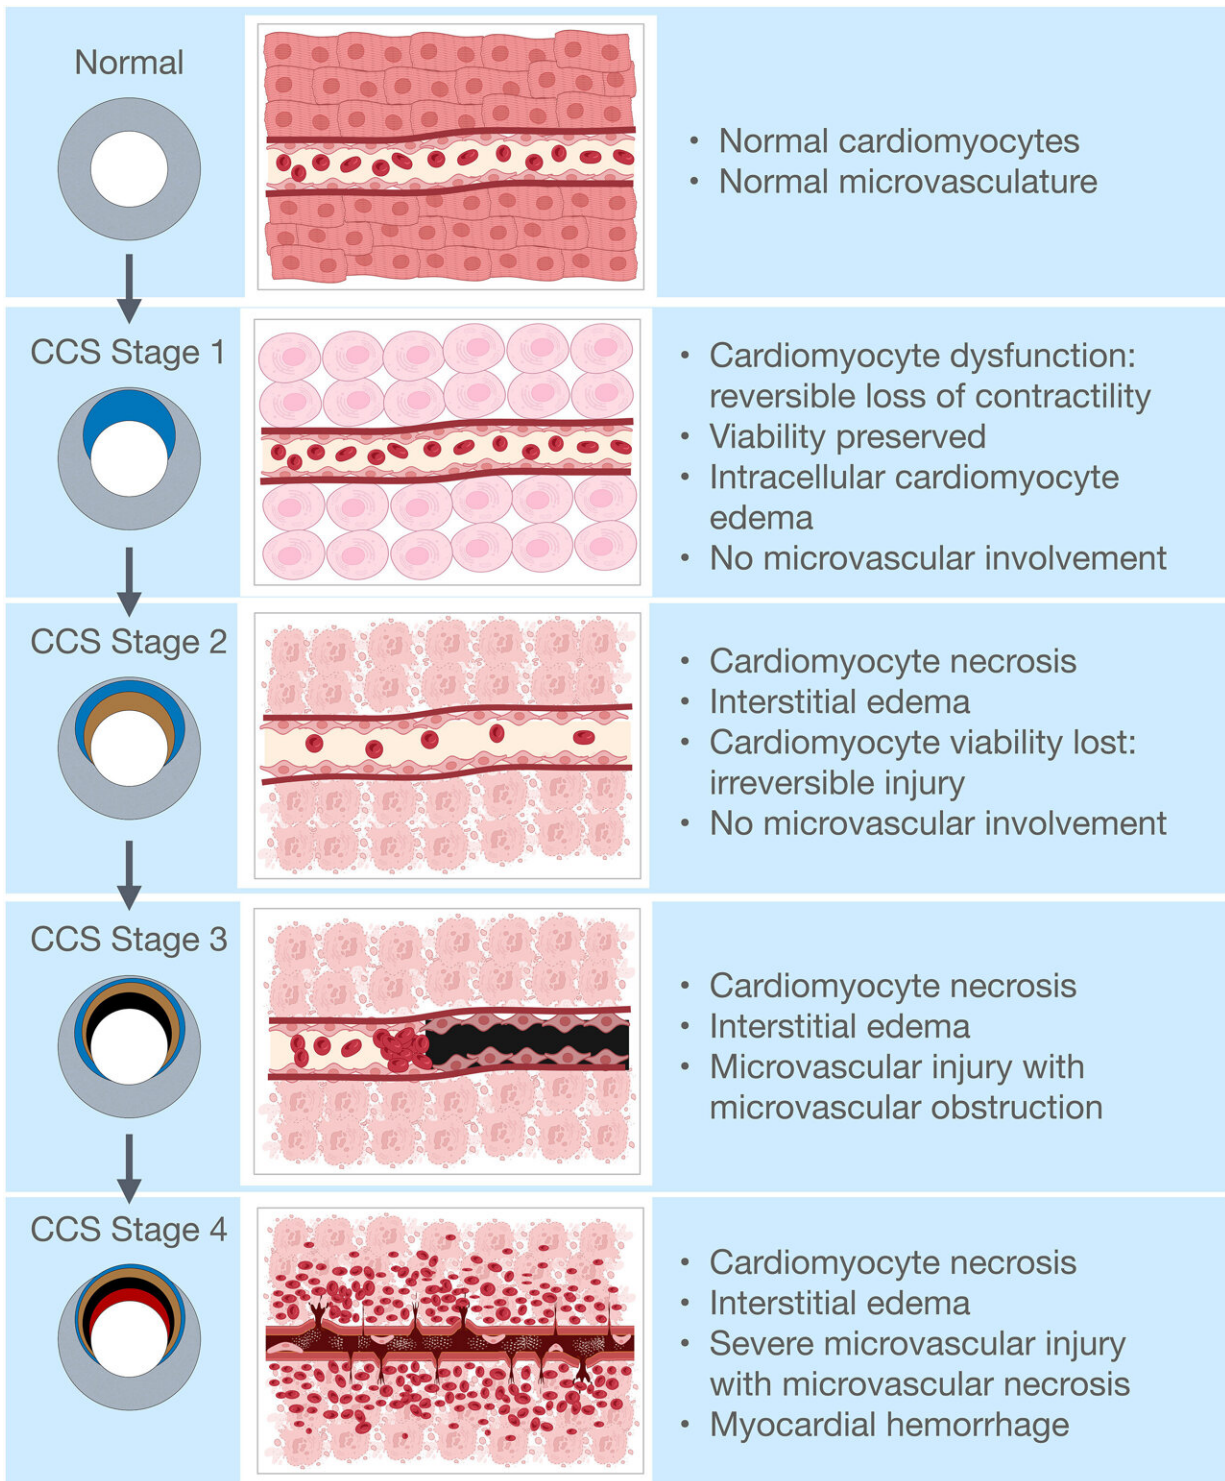 Normal
• Normal cardiomyocytes
• Normal microvasculature
CCS Stage 1
• Cardiomyocyte dysfunction:
reversible loss of contractility
• Viability preserved
• Intracellular cardiomyocyte
edema
• No microvascular involvement
CCS Stage 2
• Cardiomyocyte necrosis
• Interstitial edema
• Cardiomyocyte viability lost:
irreversible injury
• No microvascular involvement
CCS Stage 3
• Cardiomyocyte necrosis
• Interstitial edema
• Microvascular injury with
microvascular obstruction
CCS Stage 4
• Cardiomyocyte necrosis
• Interstitial edema
• Severe microvascular injury
with microvascular necrosis
• Myocardial hemorrhage